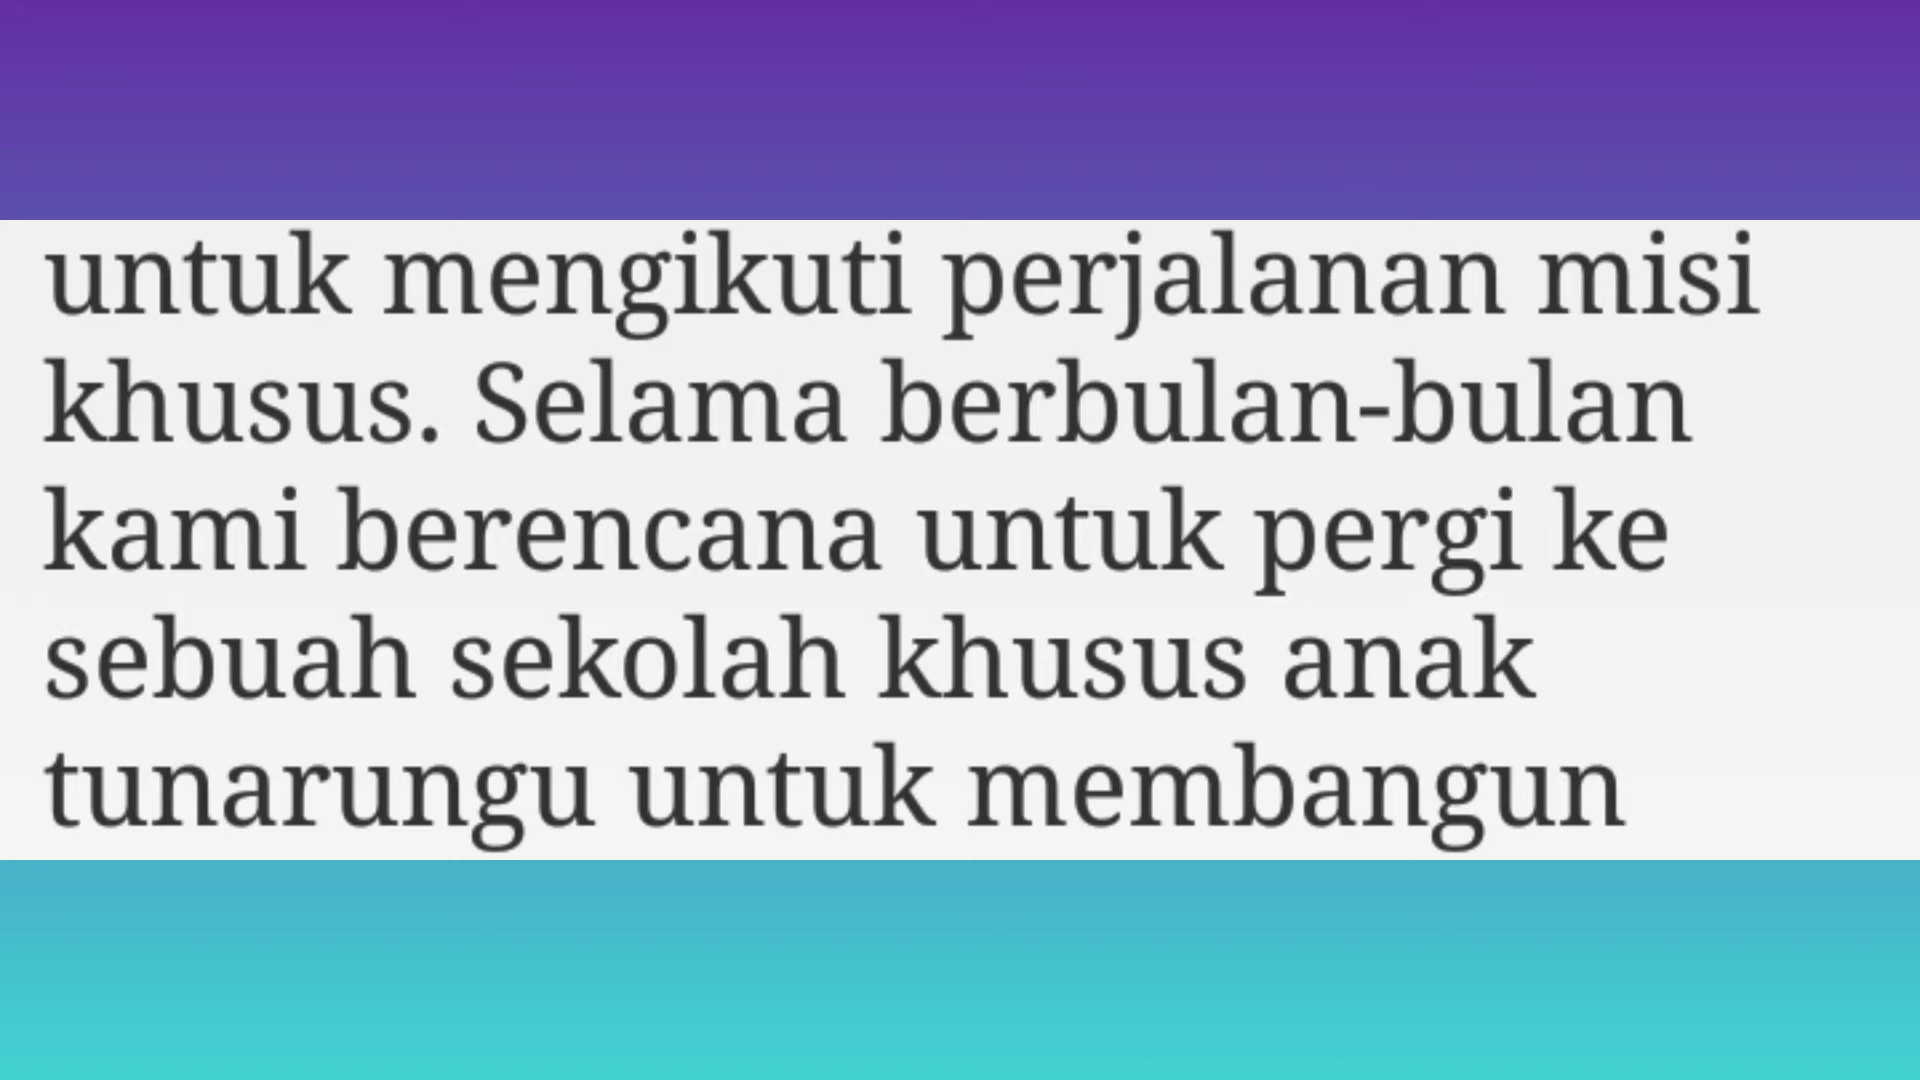 untuk mengikuti perjalanan misi
khusus. Selama berbulan-bulan
kami berencana untuk pergi ke
sebuah sekolah khusus anak
tunarungu untuk membangun